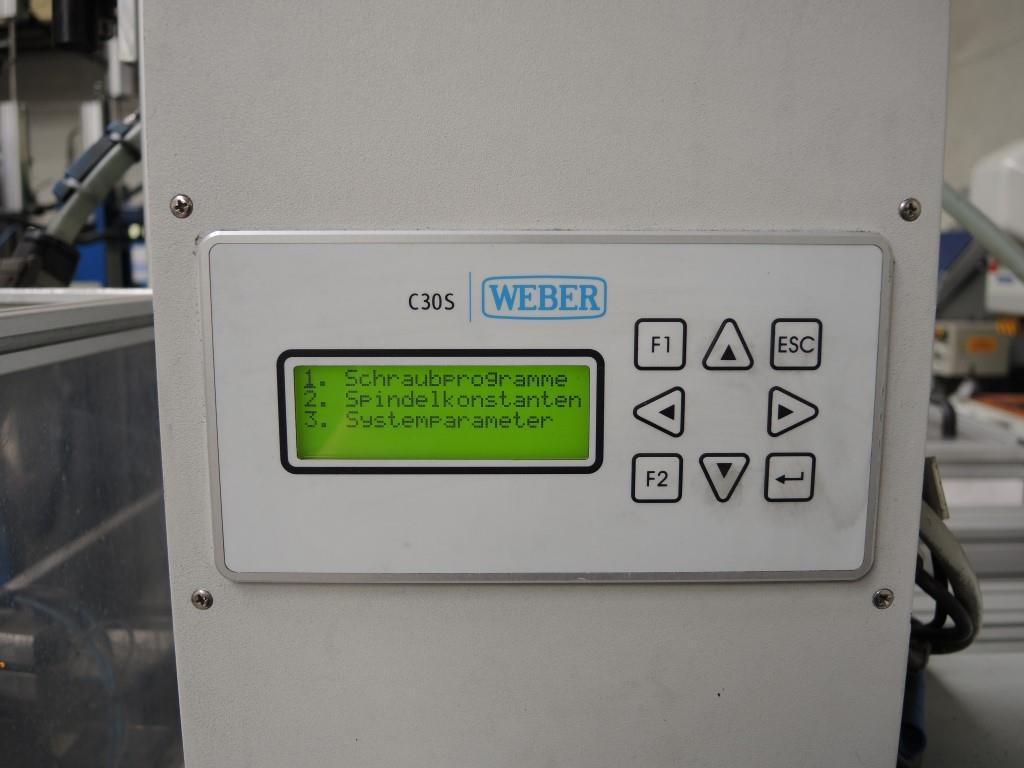 C30S WEBER
F1 ESC
1. Schraubprogramme
2. Spindelkonstanten
3. Systemparameter
F2